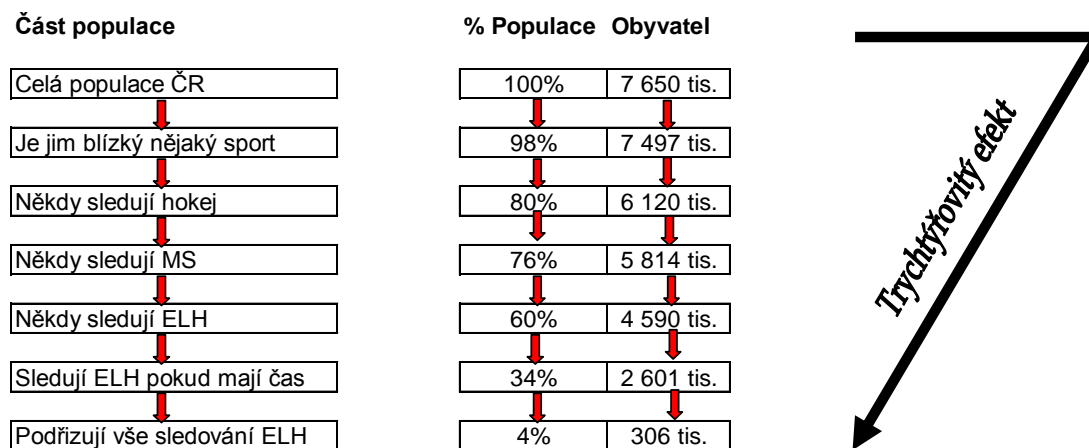 Část populace % Populace Obyvatel
Celá populace ČR 100% 7 650 tis.
Je jim blízký nějaký sport 98% 7 497 tis.
Někdy sledují hokej 80% 6 120 tis.
Někdy sledují MS 76% 5 814 tis.
Někdy sledují ELH 60% 4 590 tis.
Sledují ELH pokud mají čas 34% 2 601 tis.
Podřizují vše sledování ELH 4% 306 tis.
Trychtýřovitý efekt